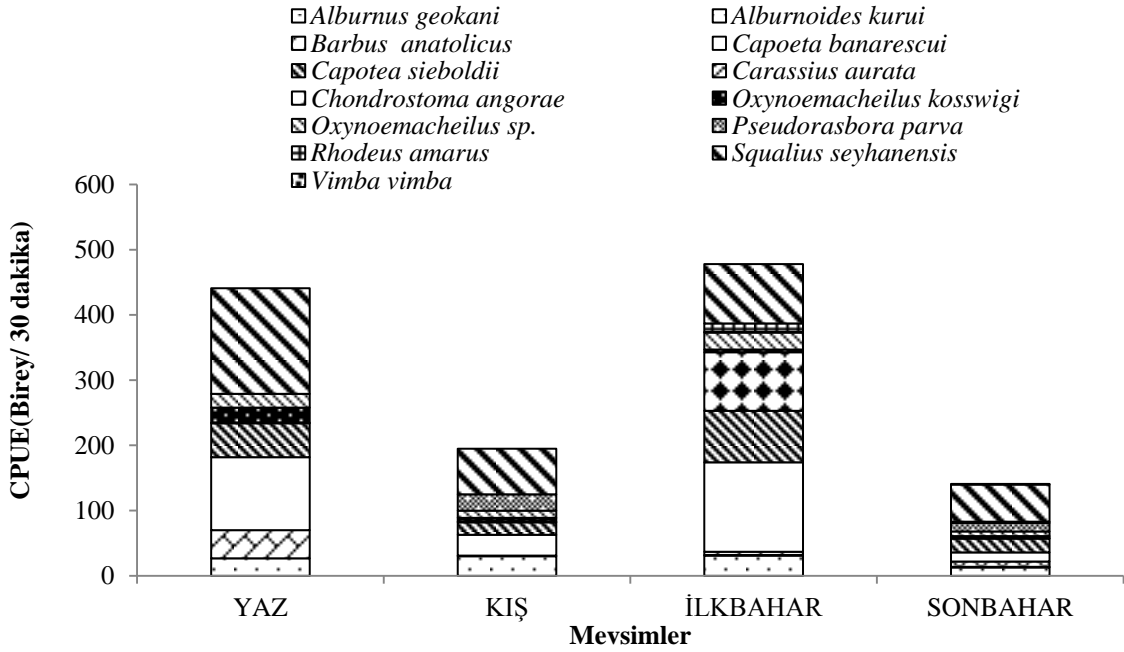 Alburnus geokani Alburnoides kurui
Barbus anatolicus Capoeta banarescui
Capotea sieboldii Carassius aurata
Chondrostoma angorae Oxynoemacheilus kosswigi
Oxynoemacheilus sp. Pseudorasbora parva
Rhodeus amarus Squalius seyhanensis
Vimba vimba
CPUE(Birey/ 30 dakika)
600
500
400
300
200
100
0
YAZ KIŞ İLKBAHAR SONBAHAR
Mevsimler